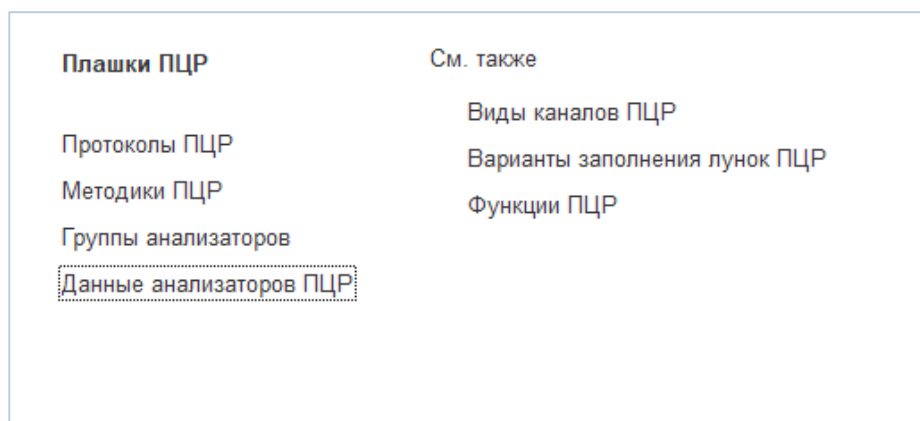 Плашки ПЦР
Протоколы ПЦР
Методики ПЦР
Группы анализаторов
Данные анализаторов ПЦР
См. также
Виды каналов ПЦР
Варианты заполнения лунок ПЦР
Функции ПЦР